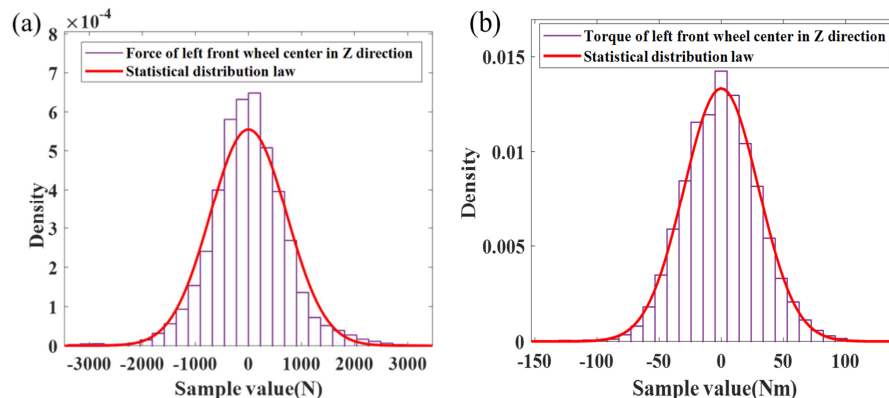 (a)
×10-4
8
7
6
5
4
3
2
1
0
Density
Force of left front wheel center in Z direction
Statistical distribution law
-3000 -2000 -1000 0 1000 2000 3000
Sample value(N)
(b)
0.015
0.01
0.005
0
Density
Torque of left front wheel center in Z direction
Statistical distribution law
-150 -100 -50 0 50 100
Sample value(Nm)